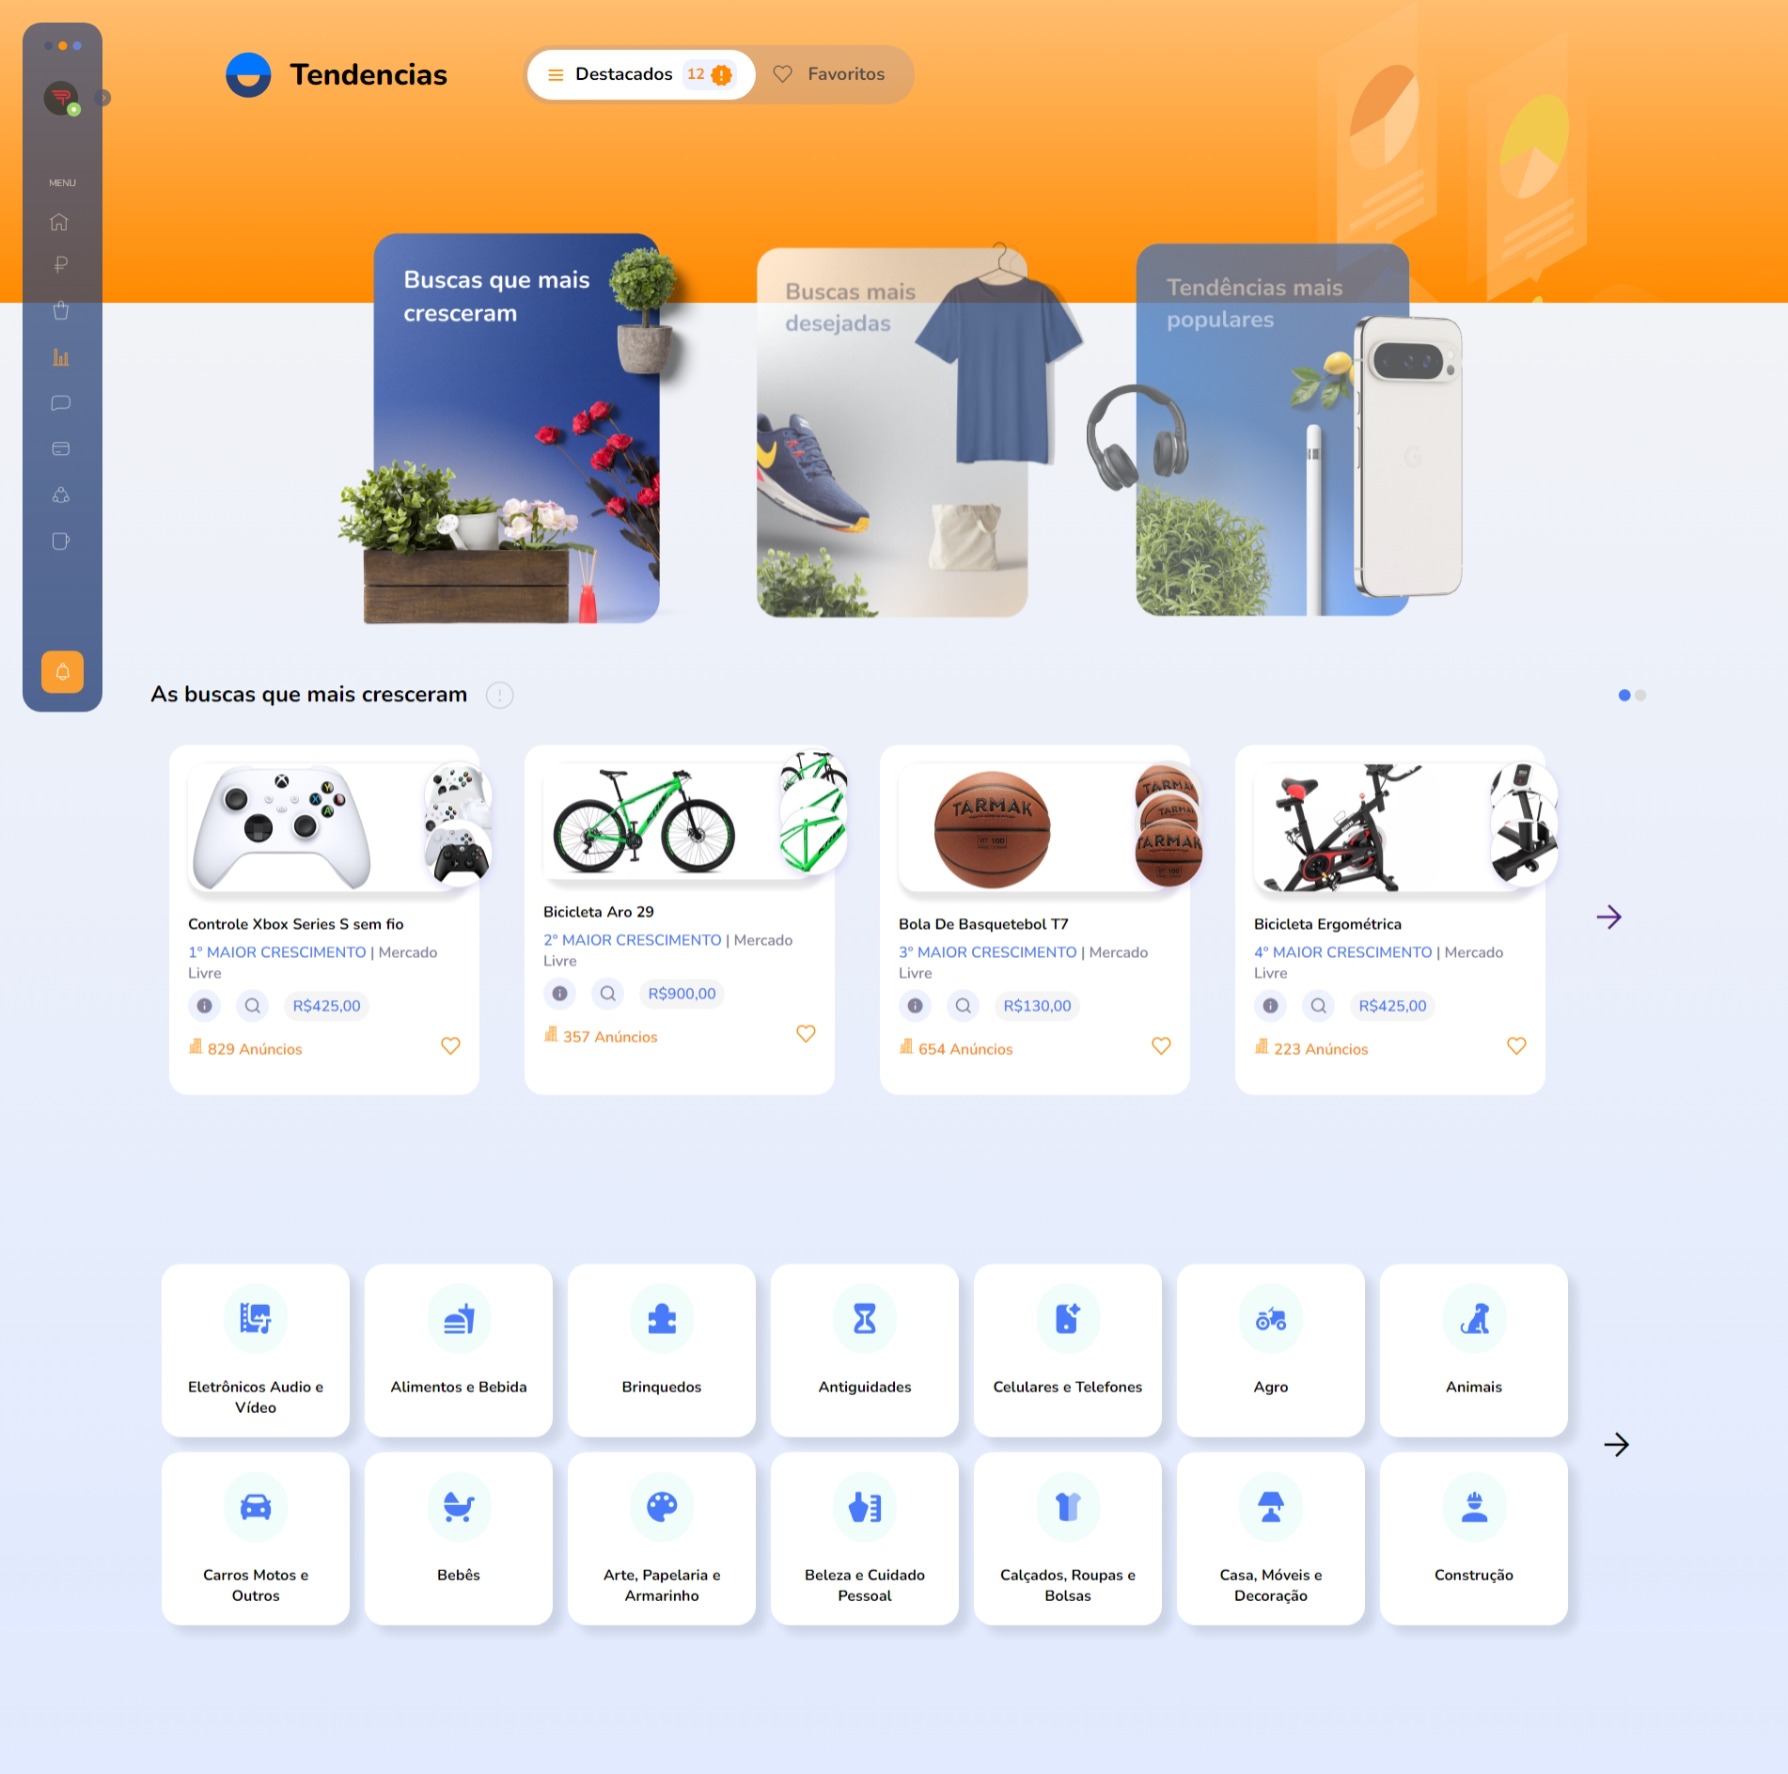 Tendencias
Destacados 12
Favoritos
MENU
Buscas que mais
cresceram
Buscas mais
desejadas
Tendências mais
populares
As buscas que mais cresceram
TARMAK
TARMAK
TARMAK
TARMAK
Controle Xbox Series S sem fio
1º MAIOR CRESCIMENTO | Mercado
Livre
R$425,00
829 Anúncios
Bicicleta Aro 29
2º MAIOR CRESCIMENTO | Mercado
Livre
R$900,00
357 Anúncios
Bola De Basquetebol T7
3º MAIOR CRESCIMENTO | Mercado
Livre
R$130,00
654 Anúncios
Bicicleta Ergométrica
4º MAIOR CRESCIMENTO | Mercado
Livre
R$425,00
223 Anúncios
Eletrônicos Audio e
Vídeo
Alimentos e Bebida
Brinquedos
Antiguidades
Celulares e Telefones
Agro
Animais
Carros Motos e
Outros
Bebês
Arte, Papelaria e
Armarinho
Beleza e Cuidado
Pessoal
Calçados, Roupas e
Bolsas
Casa, Móveis e
Decoração
Construção